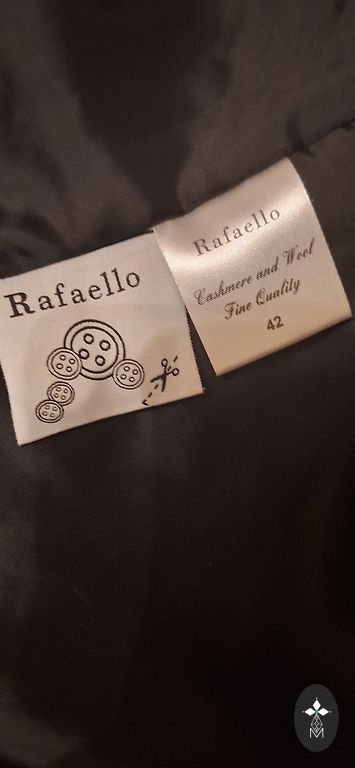 Rafaello
Rafaello
Cashmere and Wool
Fine Quality
42
M